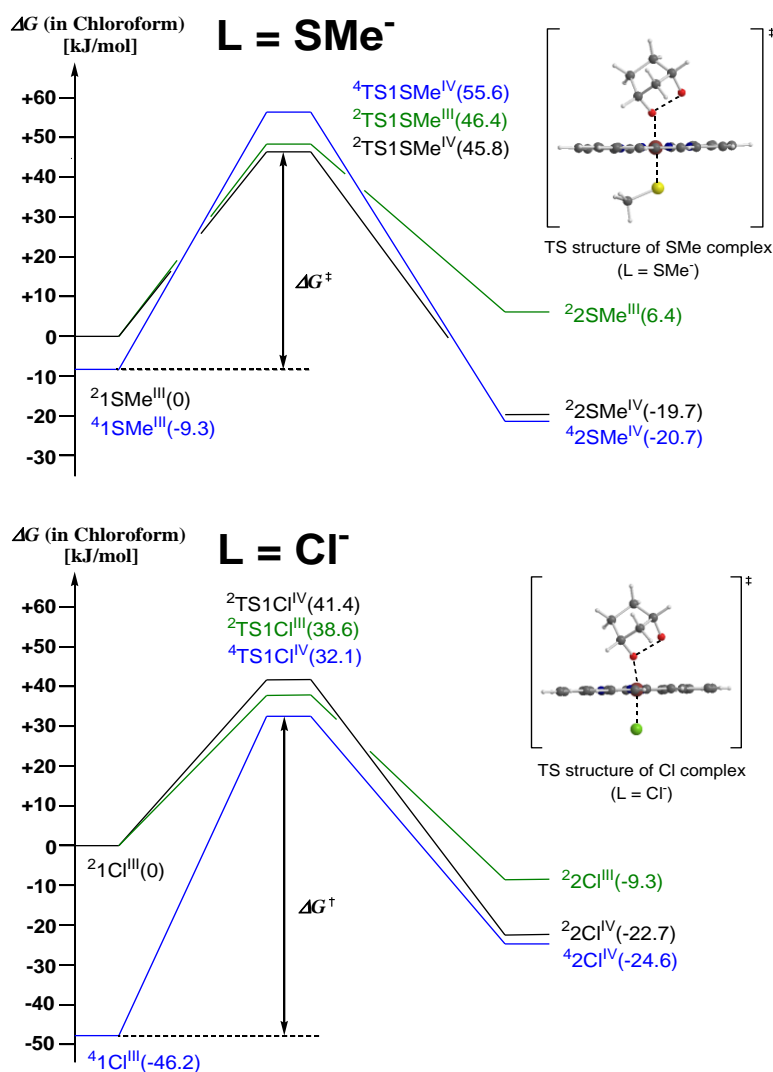 ΔG (in Chloroform)
[kJ/mol]
L = SMe⁻
+60
+50
+40
+30
+20
+10
0
-10
-20
-30
⁴TS1SMeᴵⱽ(55.6)
²TS1SMeᴵᴵᴵ(46.4)
²TS1SMeᴵⱽ(45.8)
ΔG‡
‡
TS structure of SMe complex
(L = SMe⁻)
²2SMeᴵᴵᴵ(6.4)
²1SMeᴵᴵᴵ(0)
⁴1SMeᴵᴵᴵ(-9.3)
²2SMeᴵⱽ(-19.7)
⁴2SMeᴵⱽ(-20.7)
ΔG (in Chloroform)
[kJ/mol]
L = Cl⁻
+60
+50
+40
+30
+20
+10
0
-10
-20
-30
-40
-50
²TS1Clᴵⱽ(41.4)
²TS1Clᴵᴵᴵ(38.6)
⁴TS1Clᴵⱽ(32.1)
‡
TS structure of Cl complex
(L = Cl⁻)
²1Clᴵᴵᴵ(0)
ΔG†
²2Clᴵᴵᴵ(-9.3)
²2Clᴵⱽ(-22.7)
⁴2Clᴵⱽ(-24.6)
⁴1Clᴵᴵᴵ(-46.2)